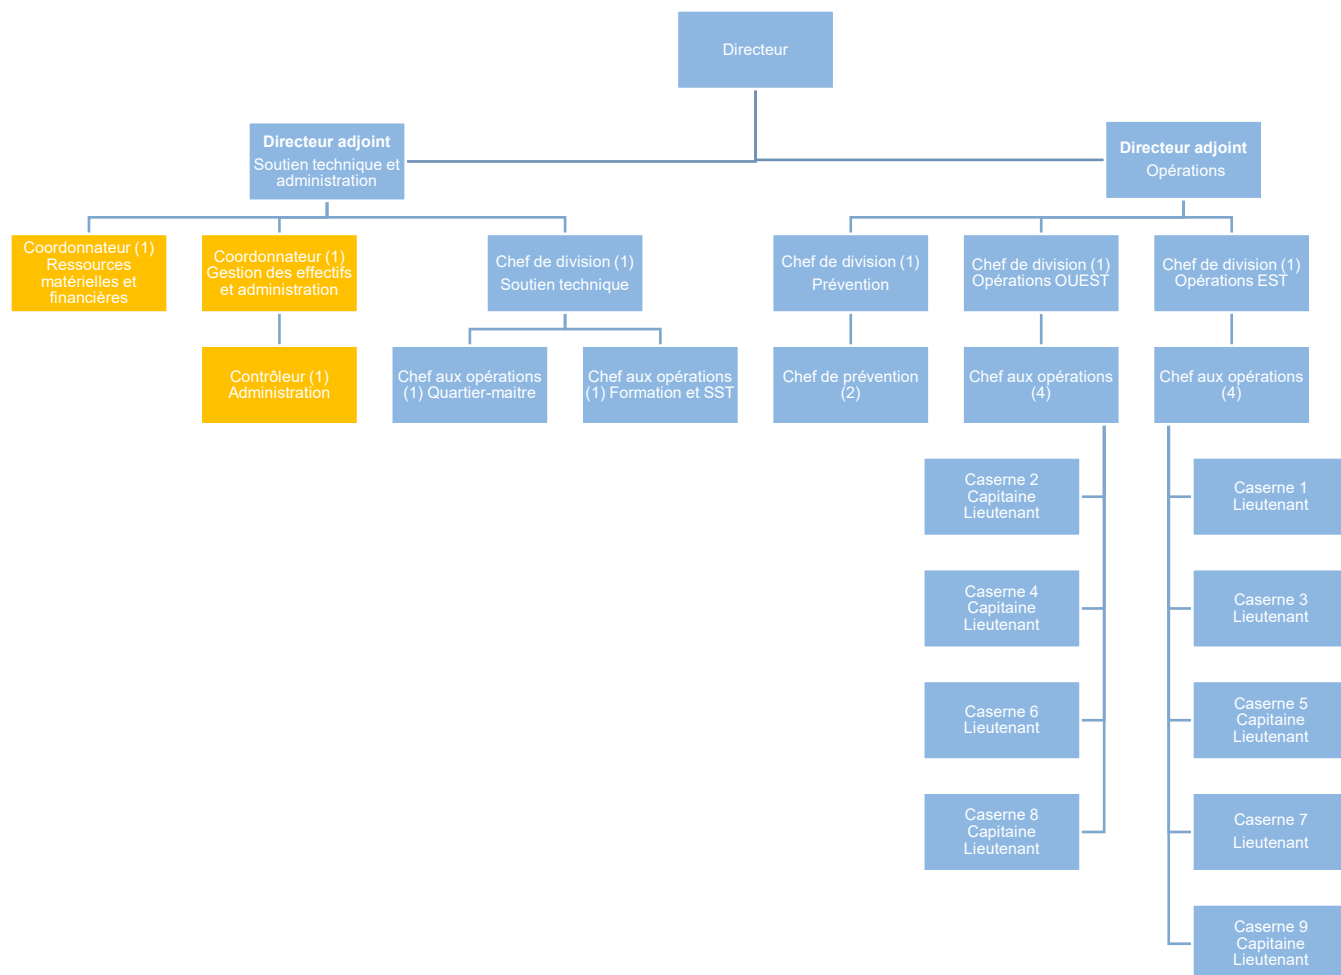 Directeur
Directeur adjoint
Soutien technique et
administration
Directeur adjoint
Opérations
Coordonnateur (1)
Ressources
matérielles et
financières
Coordonnateur (1)
Gestion des effectifs
et administration
Chef de division (1)
Soutien technique
Chef de division (1)
Prévention
Chef de division (1)
Opérations OUEST
Chef de division (1)
Opérations EST
Contrôleur (1)
Administration
Chef aux opérations
(1) Quartier-maitre
Chef aux opérations
(1) Formation et SST
Chef de prévention
(2)
Chef aux opérations
(4)
Chef aux opérations
(4)
Caserne 2
Capitaine
Lieutenant
Caserne 1
Lieutenant
Caserne 4
Capitaine
Lieutenant
Caserne 3
Lieutenant
Caserne 6
Lieutenant
Caserne 5
Capitaine
Lieutenant
Caserne 8
Capitaine
Lieutenant
Caserne 7
Lieutenant
Caserne 9
Capitaine
Lieutenant